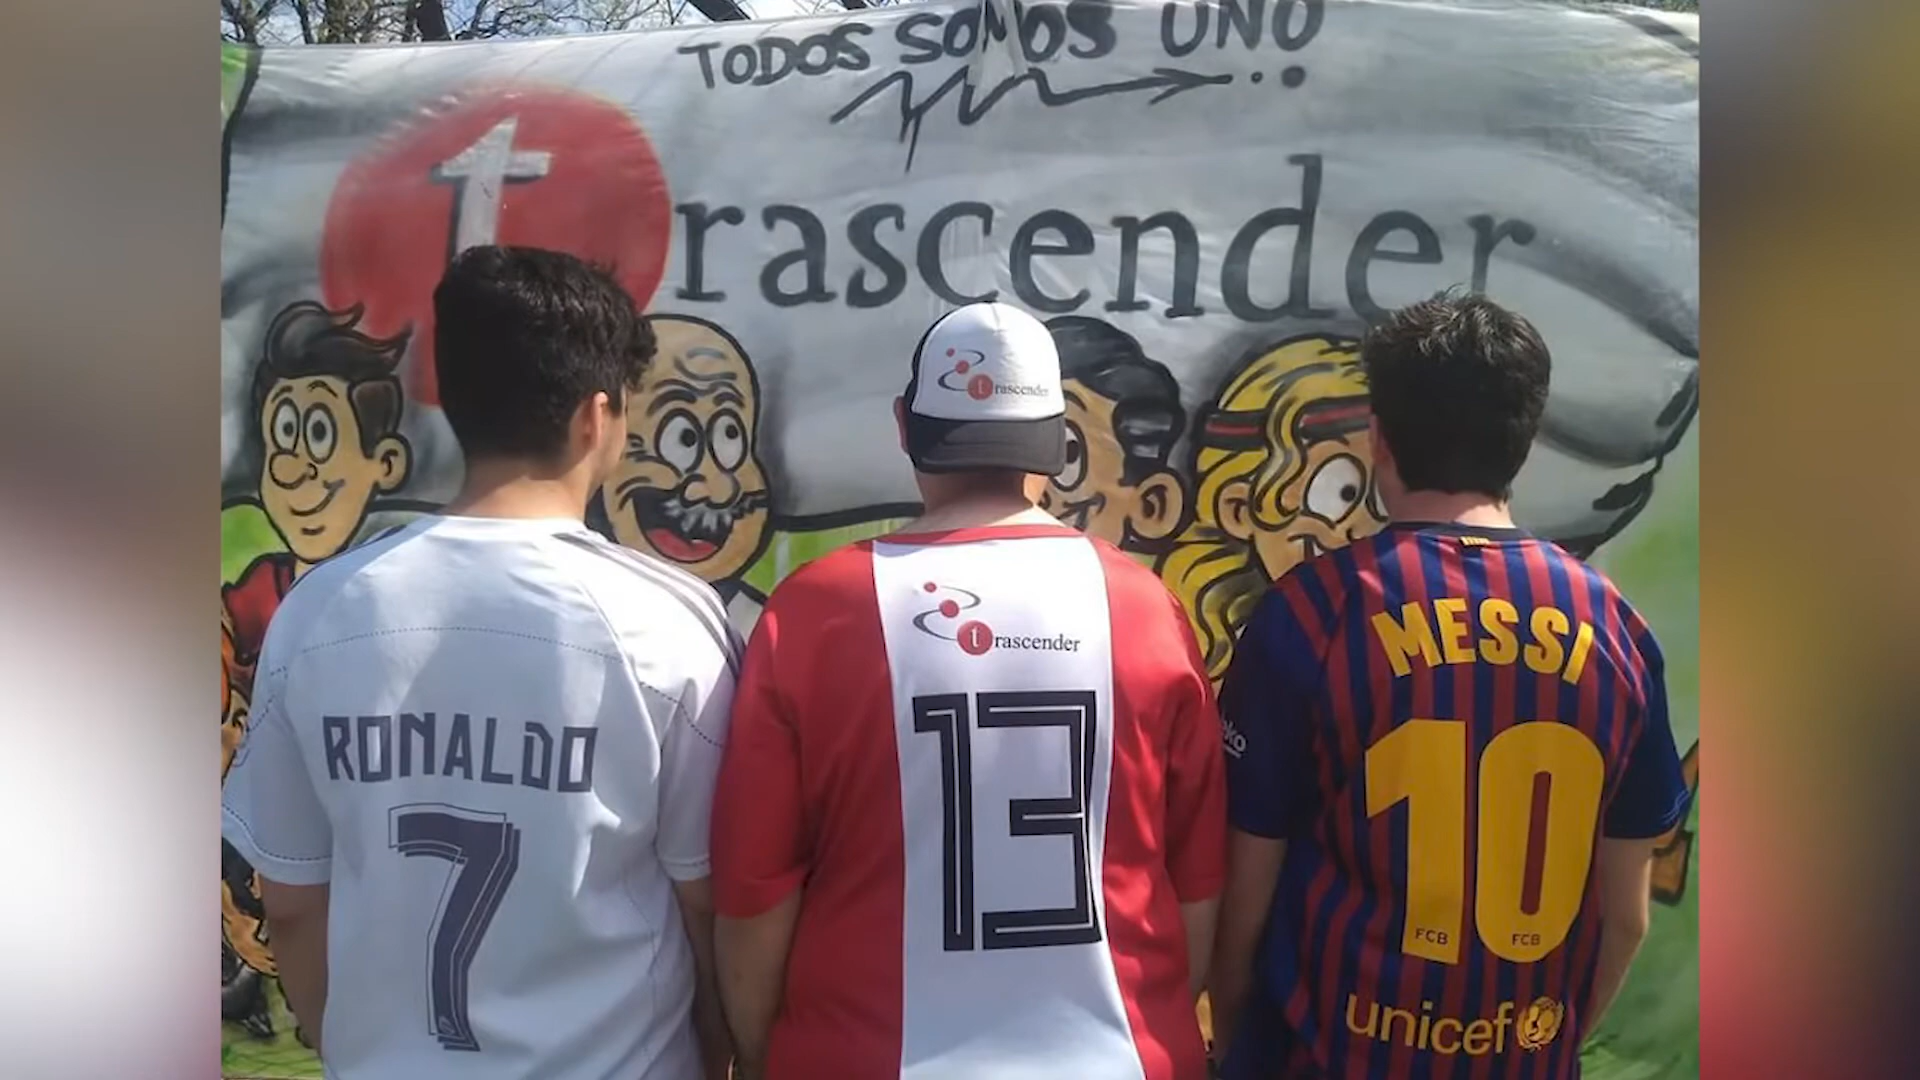 TODOS SOMOS UNO
trascender
trascender
trascender
RONALDO
7
13
MESSI
10
FCB FCB
unicef